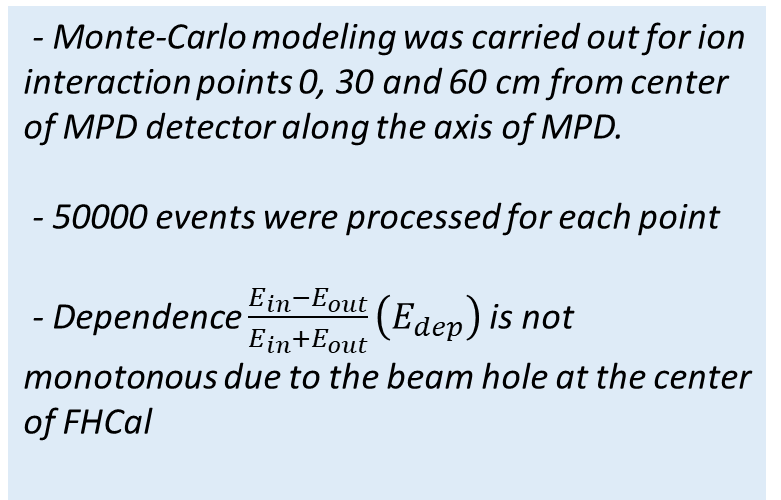 - Monte-Carlo modeling was carried out for ion
interaction points 0, 30 and 60 cm from center
of MPD detector along the axis of MPD.
- 50000 events were processed for each point
- Dependence \frac{E_{in}-E_{out}}{E_{in}+E_{out}}(E_{dep}) is not
monotonous due to the beam hole at the center
of FHCal